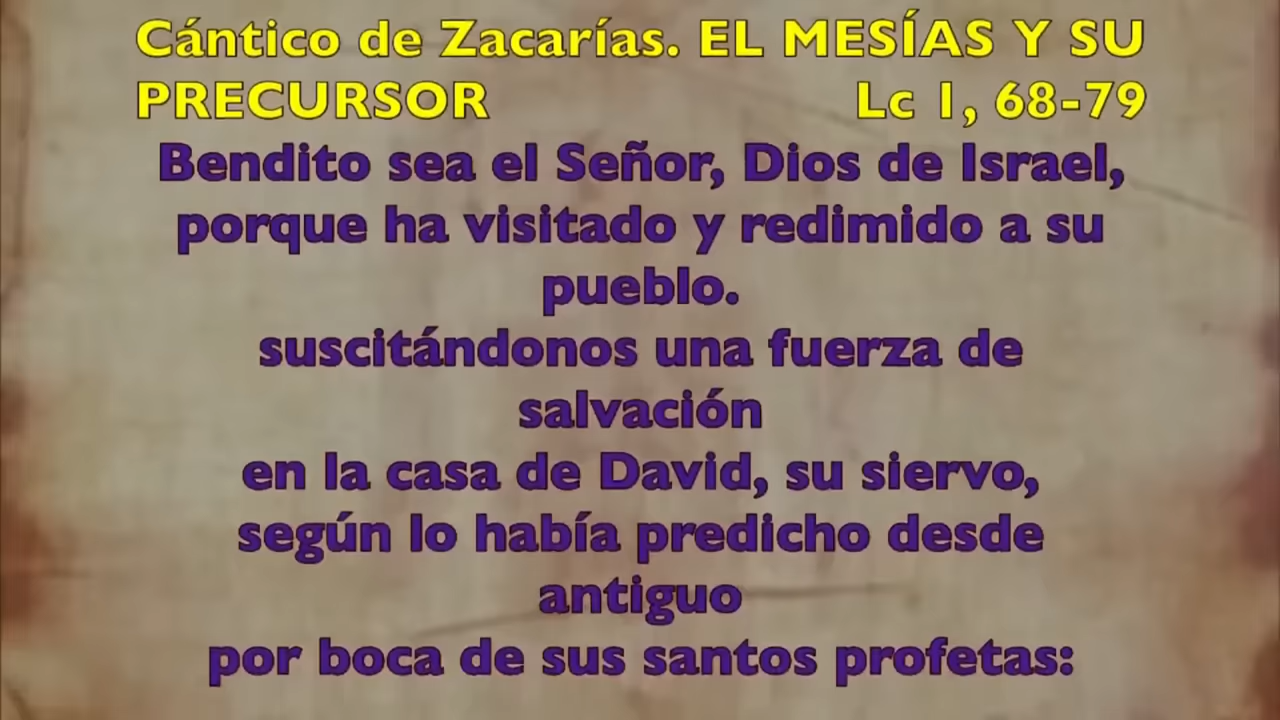 Cántico de Zacarías. EL MESÍAS Y SU
PRECURSOR Lc 1, 68-79
Bendito sea el Señor, Dios de Israel,
porque ha visitado y redimido a su
pueblo.
suscitándonos una fuerza de
salvación
en la casa de David, su siervo,
según lo había predicho desde
antiguo
por boca de sus santos profetas: